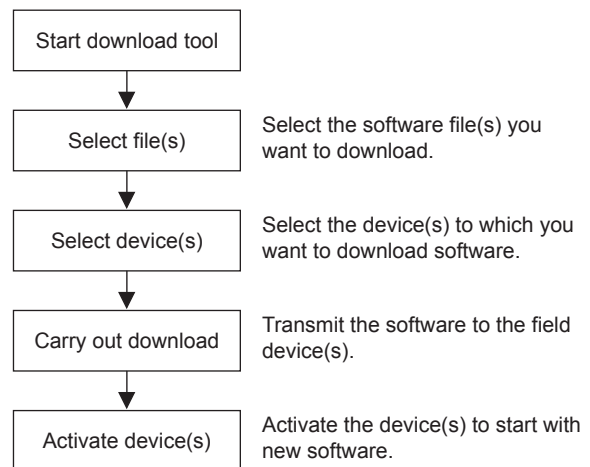 Start download tool
Select file(s)
Select the software file(s) you
want to download.
Select device(s)
Select the device(s) to which you
want to download software.
Carry out download
Transmit the software to the field
device(s).
Activate device(s)
Activate the device(s) to start with
new software.